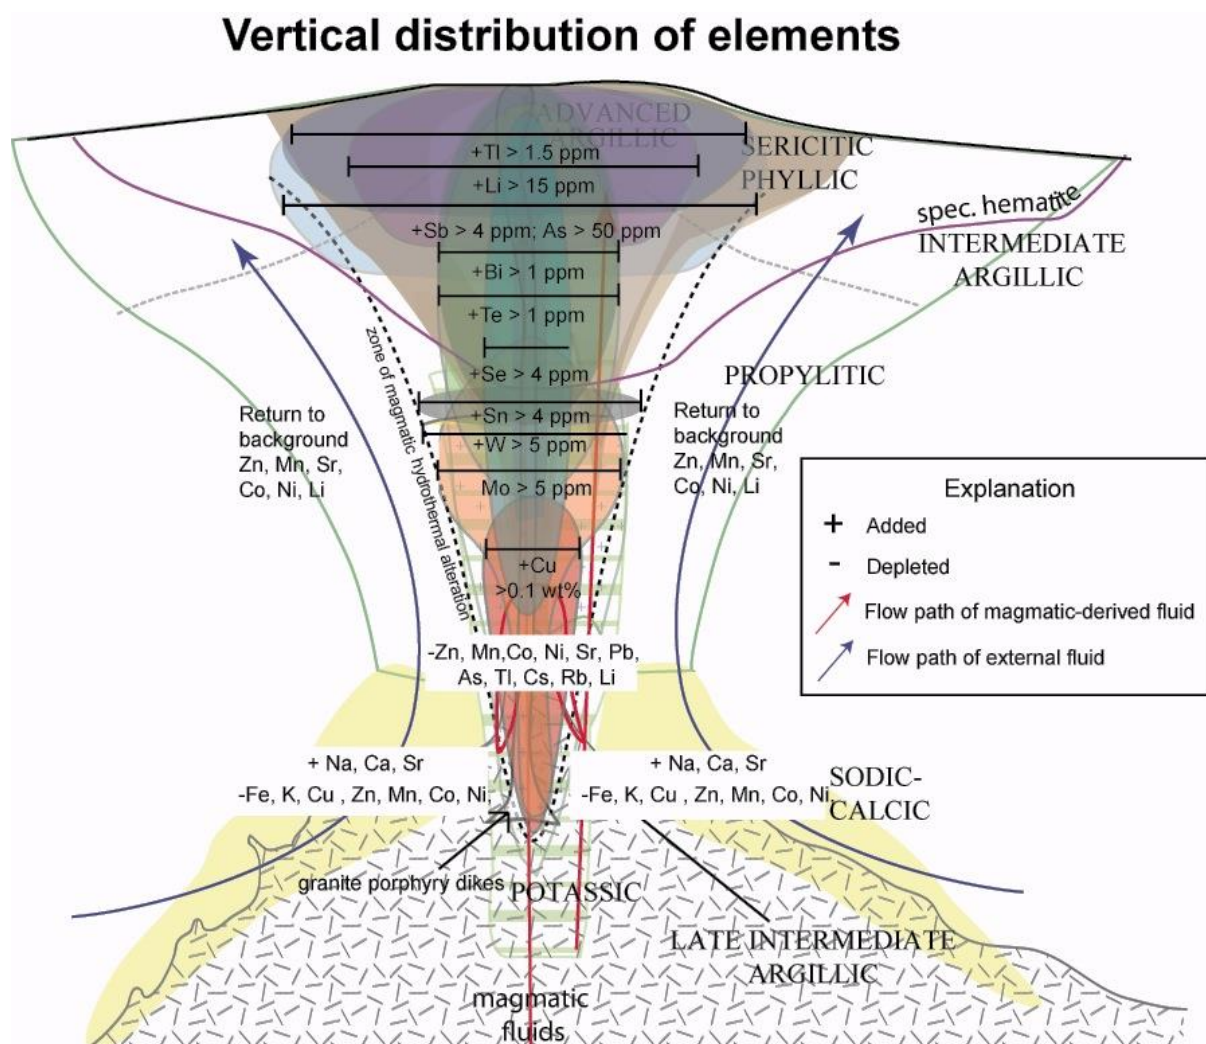 Vertical distribution of elements
ADVANCED
ARGILLIC
+Tl > 1.5 ppm
SERICITIC
PHYLLIC
+Li > 15 ppm
spec. hematite
+Sb > 4 ppm; As > 50 ppm
INTERMEDIATE
ARGILLIC
+Bi > 1 ppm
+Te > 1 ppm
zone of magmatic hydrothermal alteration
+Se > 4 ppm
PROPYLITIC
+Sn > 4 ppm
+W > 5 ppm
Mo > 5 ppm
Return to
background
Zn, Mn, Sr,
Co, Ni, Li
Return to
background
Zn, Mn, Sr,
Co, Ni, Li
Explanation
+ Added
- Depleted
Flow path of magmatic-derived fluid
Flow path of external fluid
+Cu
>0.1 wt%
-Zn, Mn,Co, Ni, Sr, Pb,
As, Tl, Cs, Rb, Li
+ Na, Ca, Sr
-Fe, K, Cu , Zn, Mn, Co, Ni,
+ Na, Ca, Sr
-Fe, K, Cu , Zn, Mn, Co, Ni,
SODIC-
CALCIC
granite porphyry dikes
POTASSIC
LATE INTERMEDIATE
ARGILLIC
magmatic
fluids